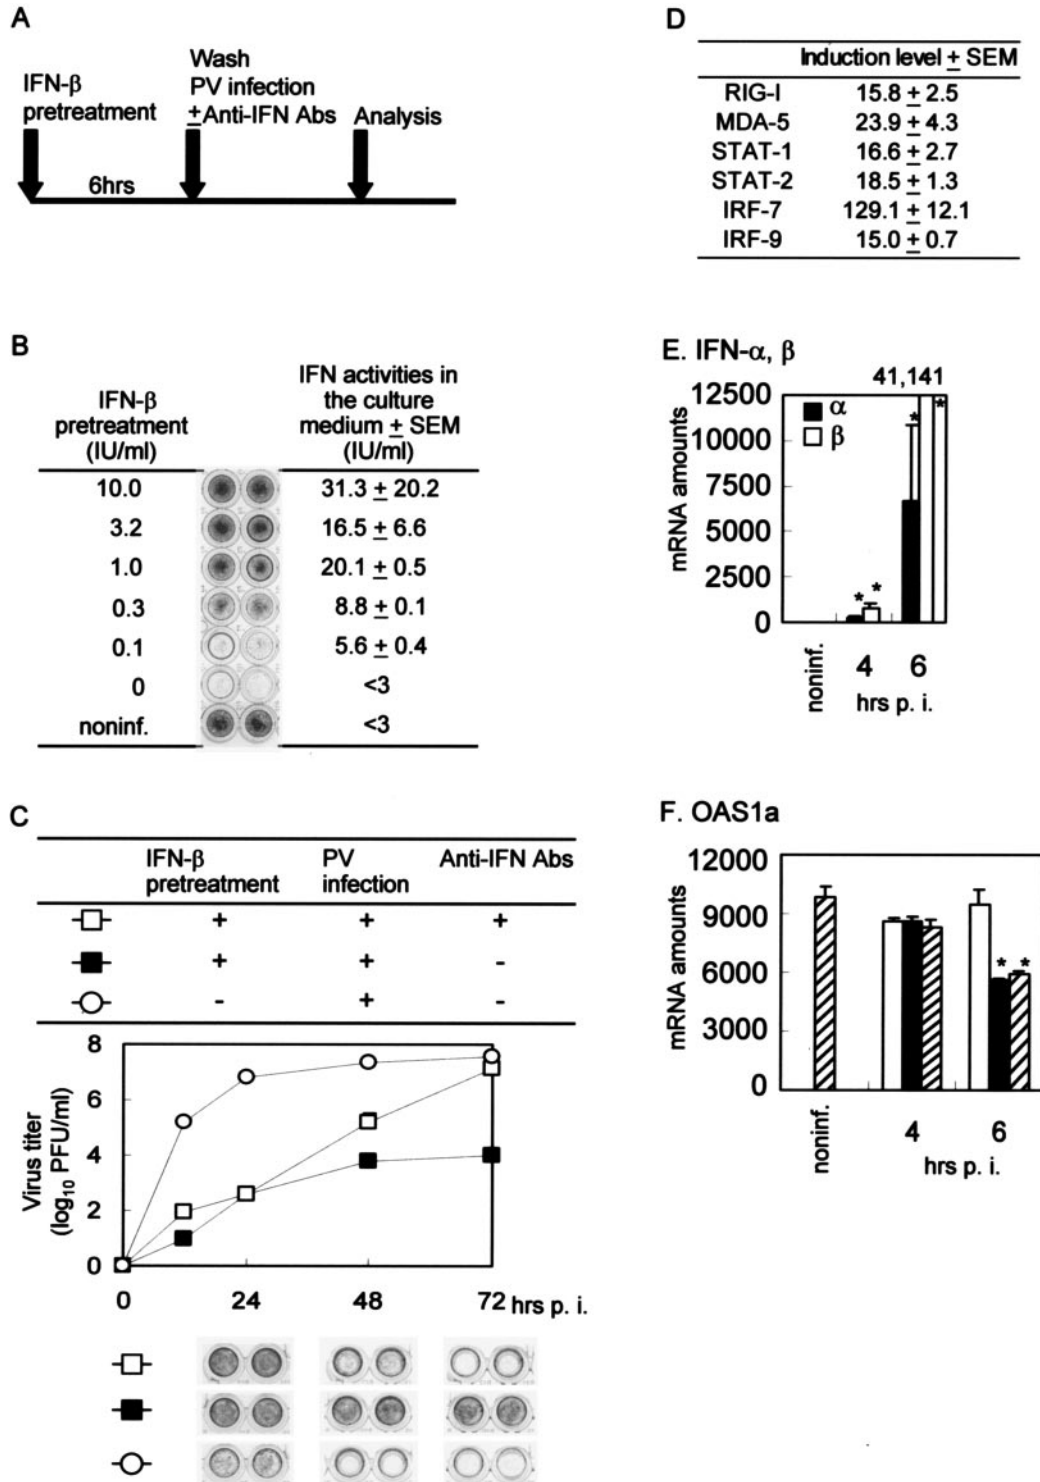 A
IFN-β
pretreatment
Wash
PV infection
±Anti-IFN Abs
Analysis
6hrs
B
IFN-β
pretreatment
(IU/ml)
IFN activities in
the culture
medium ± SEM
(IU/ml)
10.0 31.3 ± 20.2
3.2 16.5 ± 6.6
1.0 20.1 ± 0.5
0.3 8.8 ± 0.1
0.1 5.6 ± 0.4
0 <3
noninf. <3
C
IFN-β
pretreatment
PV
infection
Anti-IFN Abs
+ + +
+ + -
- + -
Virus titer
(log10 PFU/ml)
8
6
4
2
0
0 24 48 72 hrs p. i.
D
Induction level ± SEM
RIG-I 15.8 ± 2.5
MDA-5 23.9 ± 4.3
STAT-1 16.6 ± 2.7
STAT-2 18.5 ± 1.3
IRF-7 129.1 ± 12.1
IRF-9 15.0 ± 0.7
E. IFN-α, β
41,141
mRNA amounts
12500
10000
7500
2500
2500
0
α
β
* * * *
noninf.
4 6
hrs p. i.
F. OAS1a
mRNA amounts
12000
9000
6000
3000
0
* *
noninf.
4 6
hrs p. i.